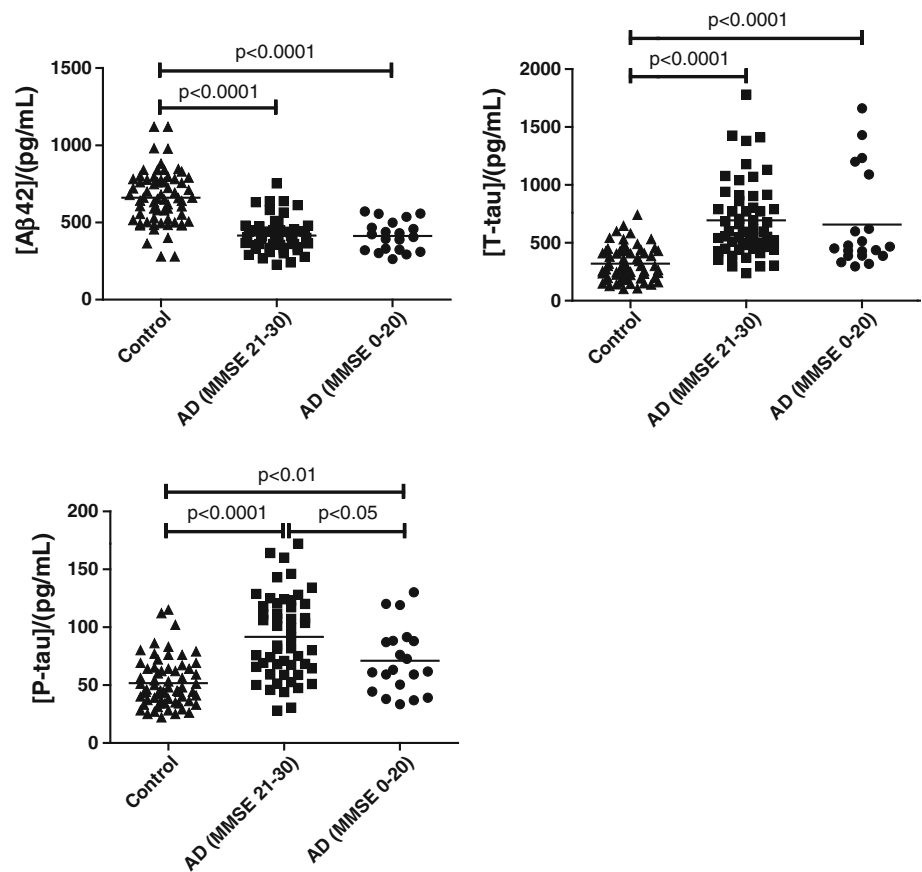 p<0.0001
p<0.0001
[Aβ42]/(pg/mL)
1500
1000
500
0
Control
AD (MMSE 21-30)
AD (MMSE 0-20)
p<0.0001
p<0.0001
[T-tau]/(pg/mL)
2000
1500
1000
500
0
Control
AD (MMSE 21-30)
AD (MMSE 0-20)
p<0.01
p<0.0001
p<0.05
[P-tau]/(pg/mL)
200
150
100
50
0
Control
AD (MMSE 21-30)
AD (MMSE 0-20)